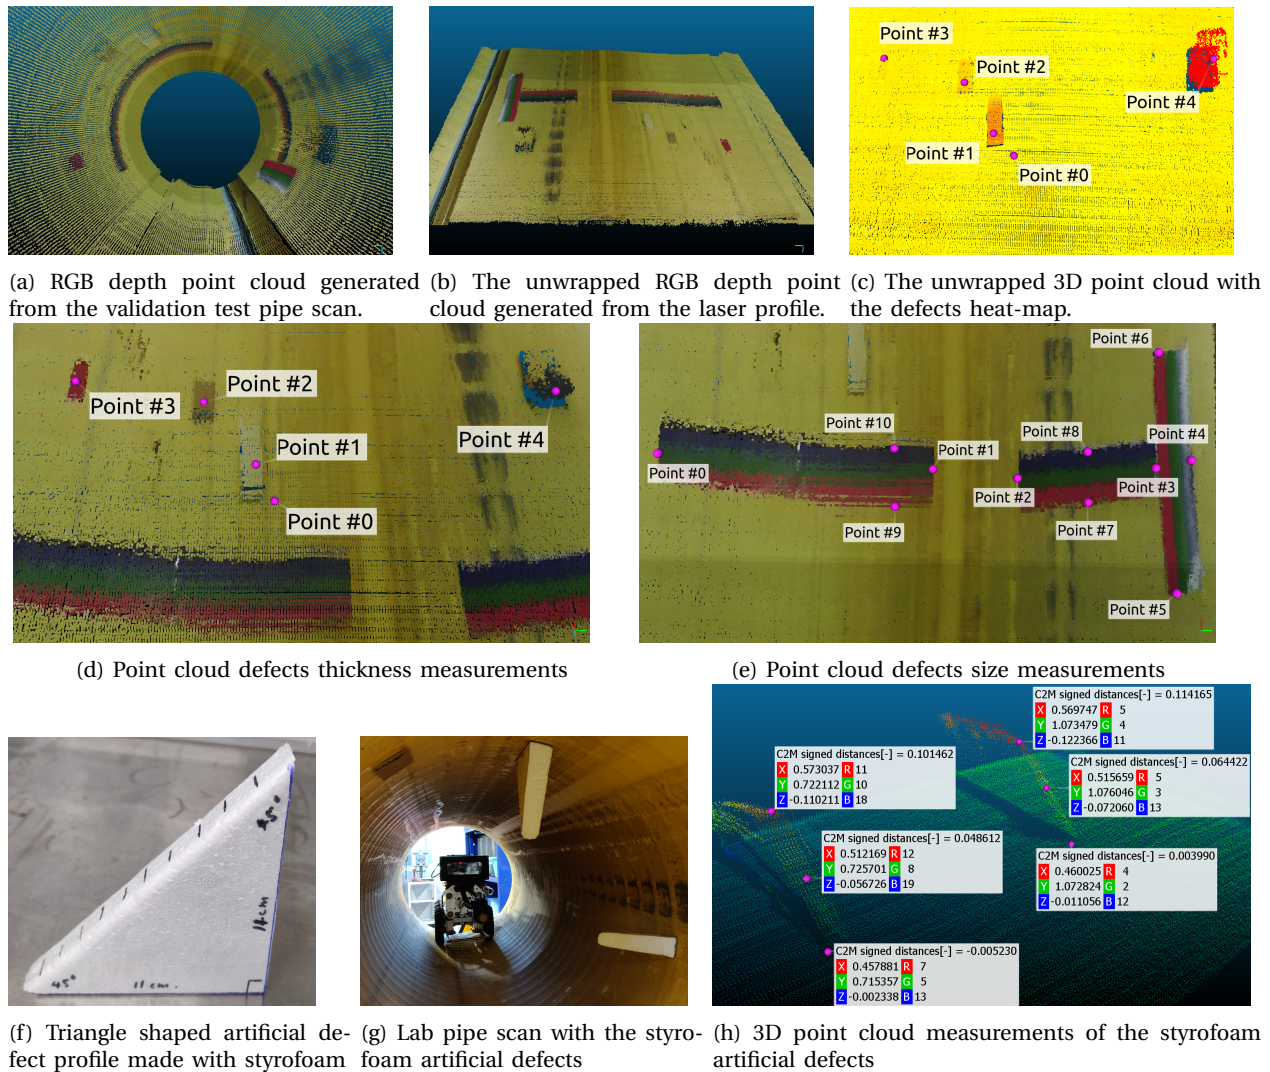 Point #3
Point #2
Point #4
Point #1
Point #0
(a) RGB depth point cloud generated
from the validation test pipe scan.
(b) The unwrapped RGB depth point
cloud generated from the laser profile.
(c) The unwrapped 3D point cloud with
the defects heat-map.
Point #2
Point #3
Point #1
Point #4
Point #0
Point #6
Point #10
Point #8
Point #4
Point #1
Point #0
Point #2
Point #3
Point #9
Point #7
Point #5
(d) Point cloud defects thickness measurements
(e) Point cloud defects size measurements
45°
14cm
45°
11 cm.
C2M signed distances[-] = 0.114165
X 0.569747 R 5
Y 1.073479 G 4
Z -0.122366 B 11
C2M signed distances[-] = 0.101462
X 0.573037 R 11
Y 0.722112 G 10
Z -0.110211 B 18
C2M signed distances[-] = 0.064422
X 0.515659 R 5
Y 1.076046 G 3
Z -0.072060 B 13
C2M signed distances[-] = 0.048612
X 0.512169 R 12
Y 0.725701 G 8
Z -0.056726 B 19
C2M signed distances[-] = 0.003990
X 0.460025 R 4
Y 1.072824 G 2
Z -0.011056 B 12
C2M signed distances[-] = -0.005230
X 0.457881 R 7
Y 0.715357 G 5
Z -0.002338 B 13
(f) Triangle shaped artificial de-
fect profile made with styrofoam
(g) Lab pipe scan with the styro-
foam artificial defects
(h) 3D point cloud measurements of the styrofoam
artificial defects